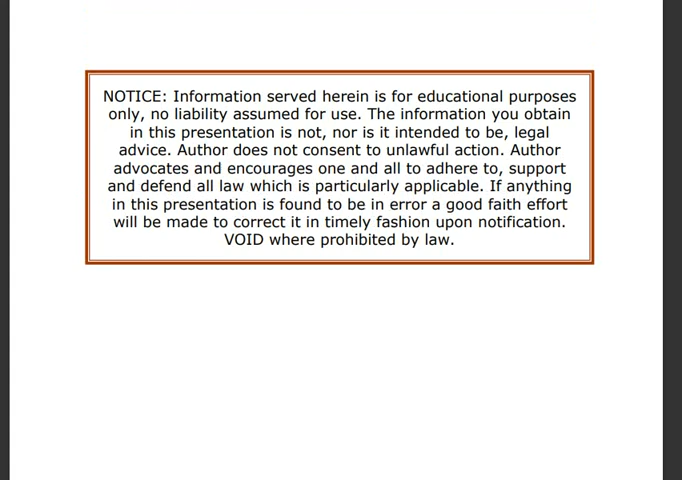 NOTICE: Information served herein is for educational purposes
only, no liability assumed for use. The information you obtain
in this presentation is not, nor is it intended to be, legal
advice. Author does not consent to unlawful action. Author
advocates and encourages one and all to adhere to, support
and defend all law which is particularly applicable. If anything
in this presentation is found to be in error a good faith effort
will be made to correct it in timely fashion upon notification.
VOID where prohibited by law.